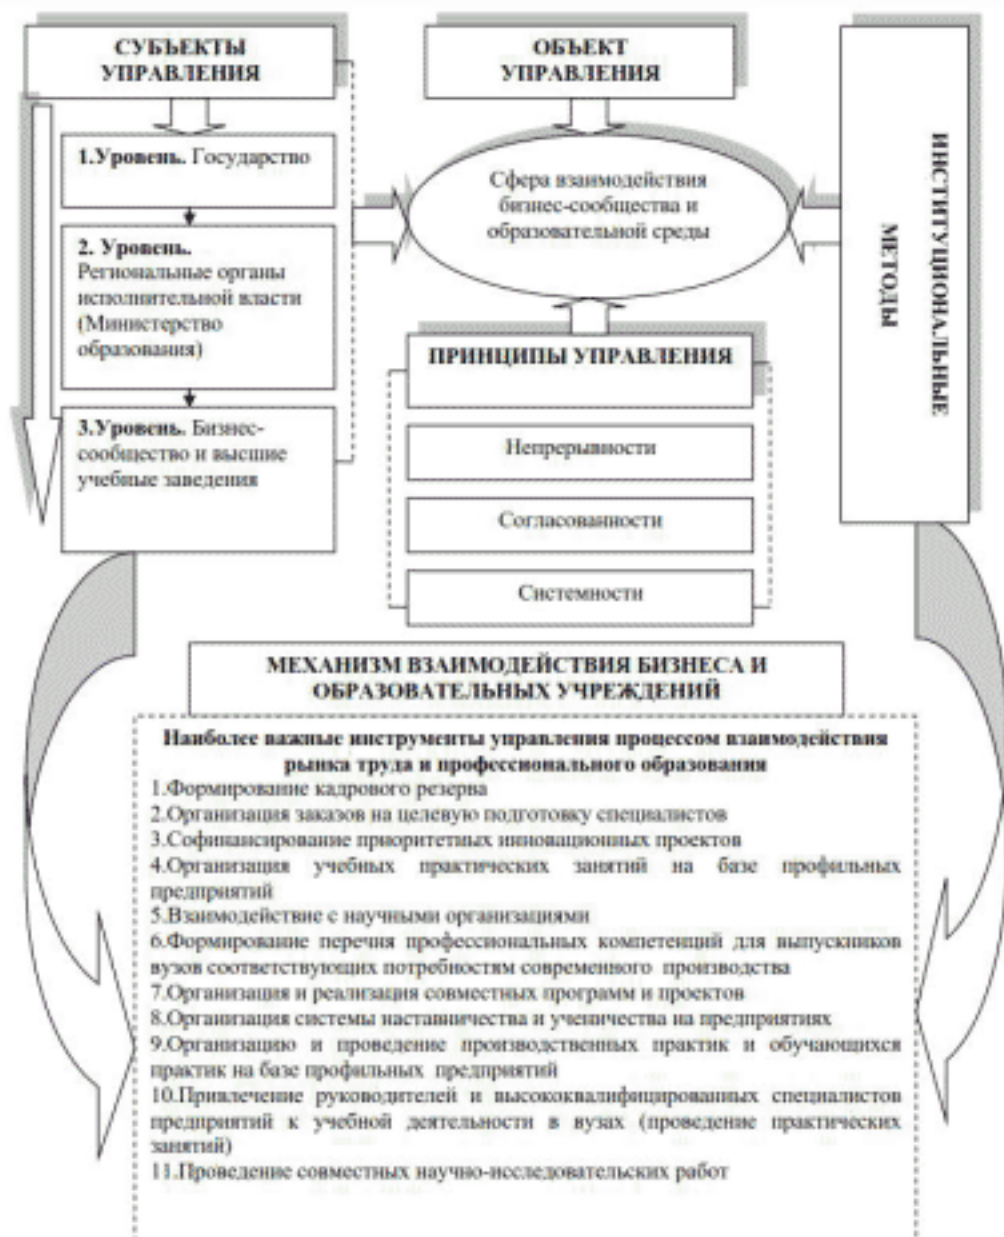 СУБЪЕКТЫ
УПРАВЛЕНИЯ
1.Уровень. Государство
2. Уровень.
Региональные органы
исполнительной власти
(Министерство
образования)
3.Уровень. Бизнес-
сообщество и высшие
учебные заведения
ОБЪЕКТ
УПРАВЛЕНИЯ
Сфера взаимодействия
бизнес-сообщества и
образовательной среды
ПРИНЦИПЫ УПРАВЛЕНИЯ
Непрерывности
Согласованности
Системности
ИНСТИТУЦИОНАЛЬНЫЕ
МЕТОДЫ
МЕХАНИЗМ ВЗАИМОДЕЙСТВИЯ БИЗНЕСА И
ОБРАЗОВАТЕЛЬНЫХ УЧРЕЖДЕНИЙ
Наиболее важные инструменты управления процессом взаимодействия
рынка труда и профессионального образования
1.Формирование кадрового резерва
2.Организация заказов на целевую подготовку специалистов
3.Софинансирование приоритетных инновационных проектов
4.Организация учебных практических занятий на базе профильных
предприятий
5.Взаимодействие с научными организациями
6.Формирование перечня профессиональных компетенций для выпускников
вузов соответствующих потребностям современного производства
7.Организация и реализация совместных программ и проектов
8.Организация системы наставничества и ученичества на предприятиях
9.Организацию и проведение производственных практик и обучающихся
практик на базе профильных предприятий
10.Привлечение руководителей и высококвалифицированных специалистов
предприятий к учебной деятельности в вузах (проведение практических
занятий)
11.Проведение совместных научно-исследовательских работ